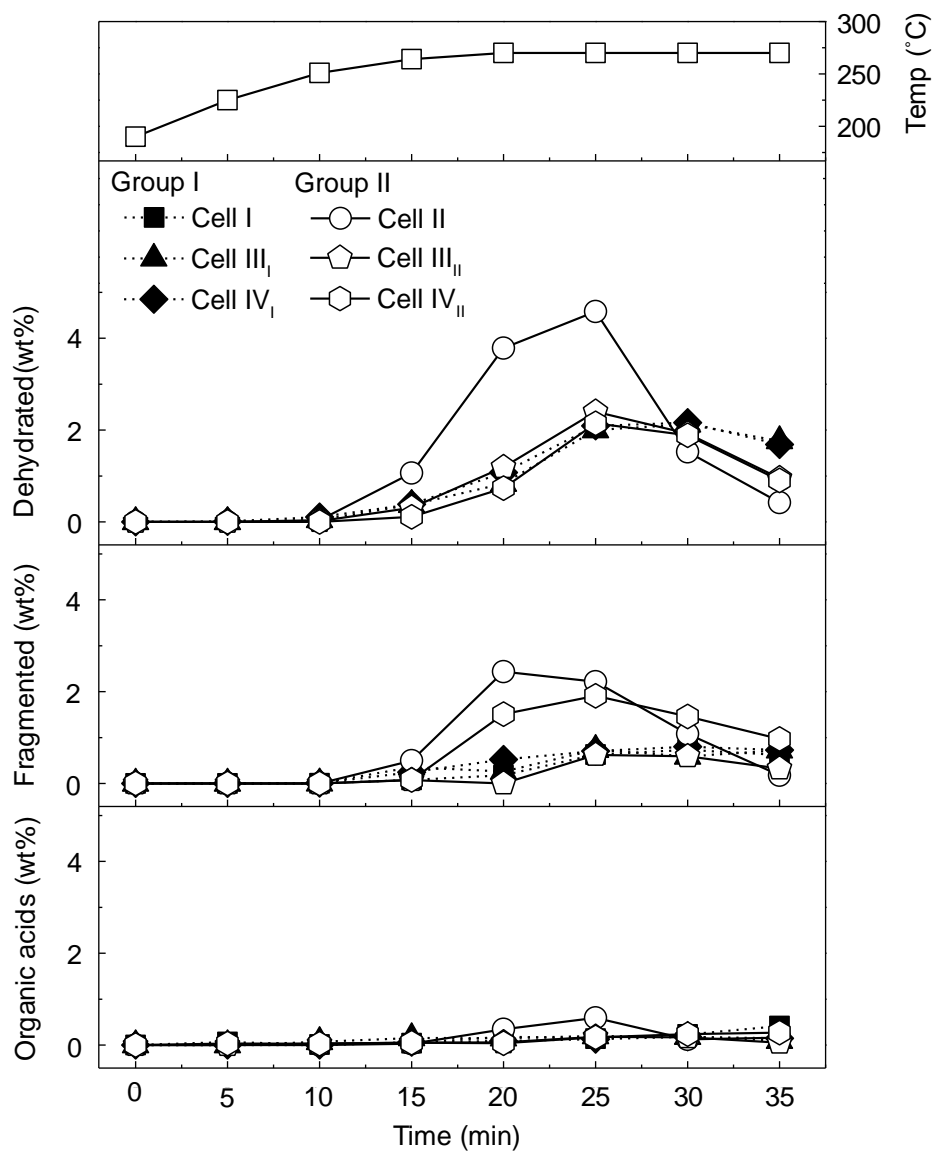 300
250
200
Temp (˚C)
Group I Group II
Cell I Cell II
Cell III_I Cell III_II
Cell IV_I Cell IV_II
4
2
0
Dehydrated(wt%)
4
2
0
Fragmented (wt%)
4
2
0
Organic acids (wt%)
0 5 10 15 20 25 30 35
Time (min)